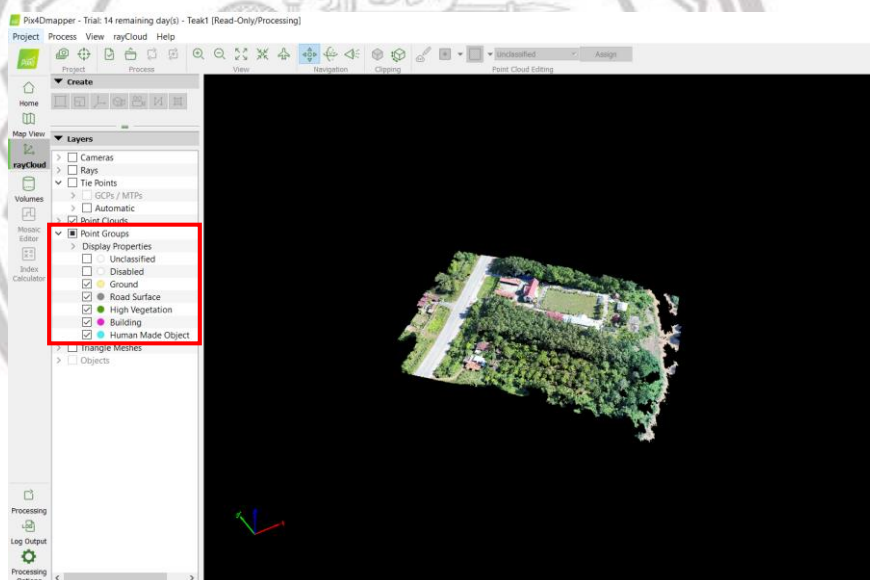 Pix4Dmapper - Trial: 14 remaining day(s) - Teak1 [Read-Only/Processing]
Project Process View rayCloud Help
Unclassified Assign
Project Process View Navigation Clipping Point Cloud Editing
Home
Map View
rayCloud
Volumes
Mosaic
Editor
Index
Calculator
Processing
Log Output
Processing
Options
Create
Layers
Cameras
Rays
Tie Points
GCPs / MTPs
Automatic
Point Clouds
Point Groups
Display Properties
Unclassified
Disabled
Ground
Road Surface
High Vegetation
Building
Human Made Object
Triangle Meshes
Objects